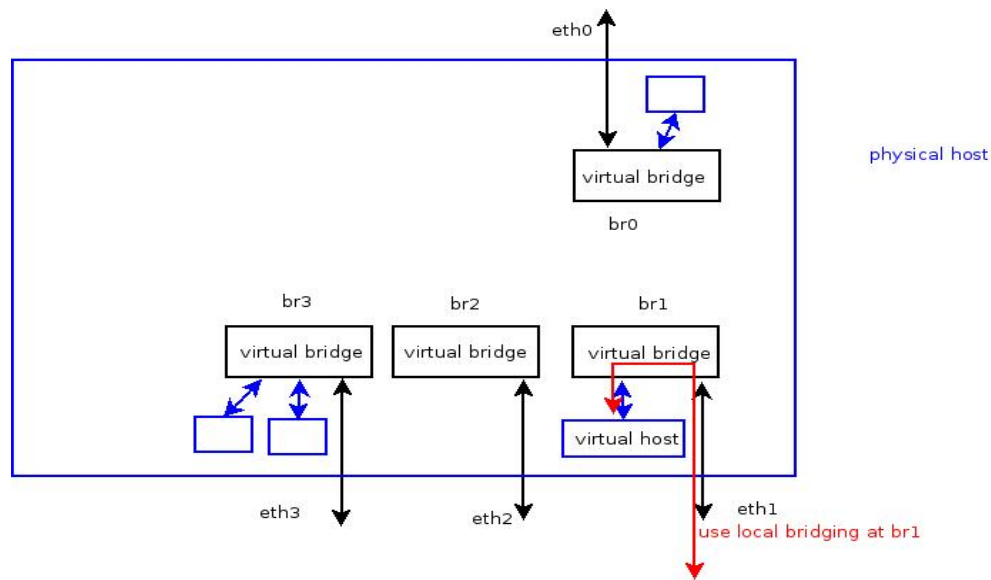 eth0
physical host
virtual bridge
br0
br3
br2
br1
virtual bridge
virtual bridge
virtual bridge
virtual host
eth3
eth2
eth1
use local bridging at br1